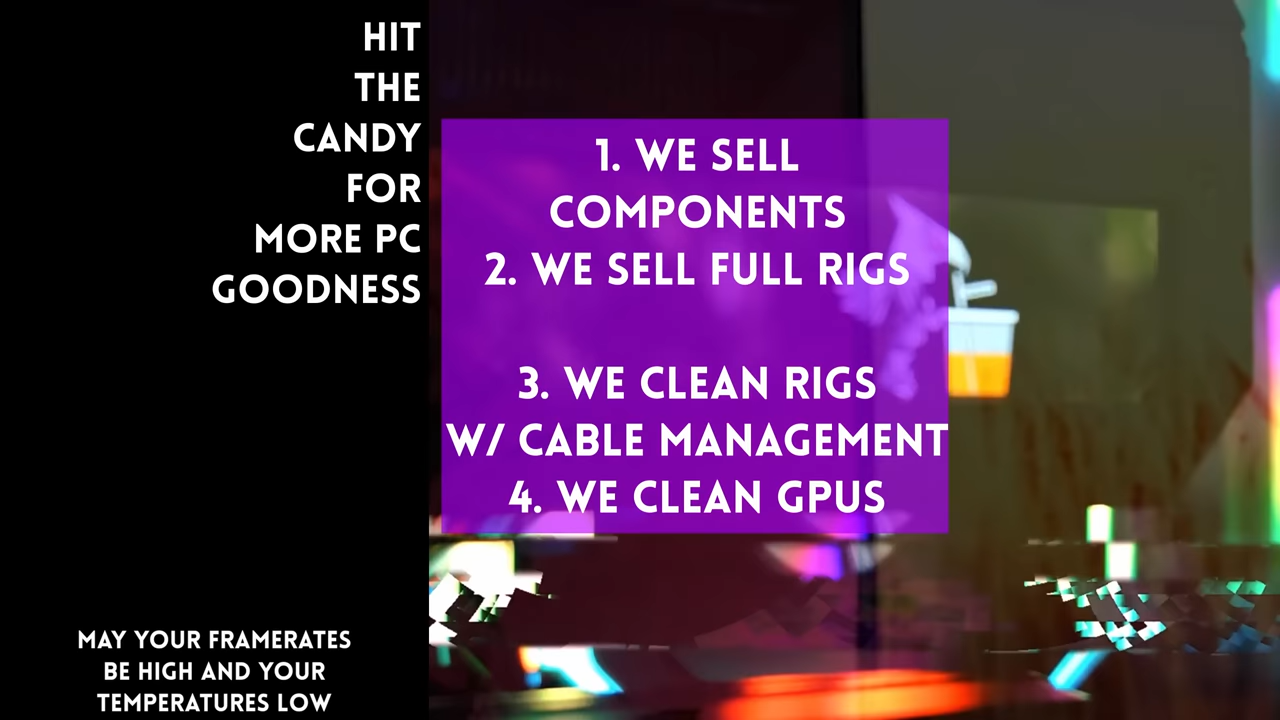 HIT
THE
CANDY
FOR
MORE PC
GOODNESS
1. WE SELL
COMPONENTS
2. WE SELL FULL RIGS
3. WE CLEAN RIGS
W/ CABLE MANAGEMENT
4. WE CLEAN GPUS
MAY YOUR FRAMERATES
BE HIGH AND YOUR
TEMPERATURES LOW